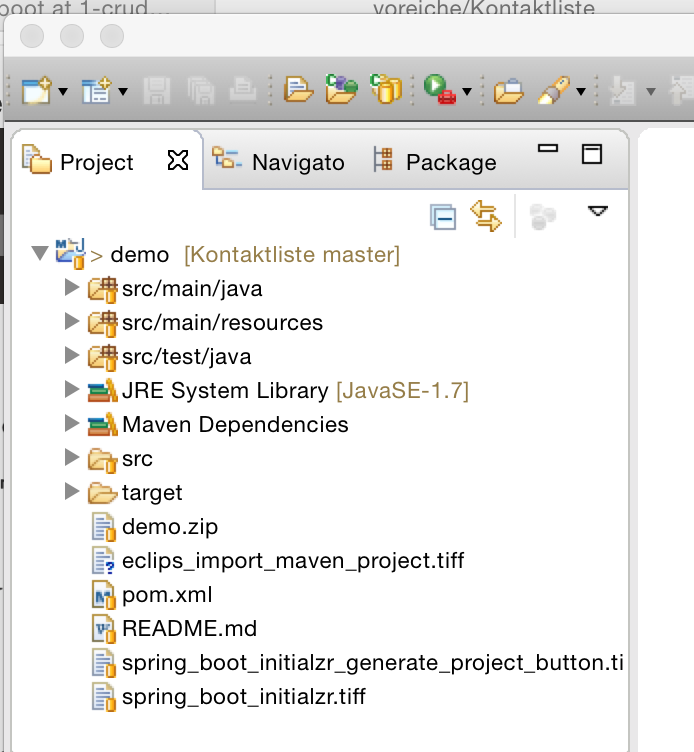 boot at 1-crud...
voreiche/Kontaktliste
Project Navigato Package
> demo [Kontaktliste master]
src/main/java
src/main/resources
src/test/java
JRE System Library [JavaSE-1.7]
Maven Dependencies
src
target
demo.zip
eclips_import_maven_project.tiff
pom.xml
README.md
spring_boot_initialzr_generate_project_button.ti
spring_boot_initialzr.tiff